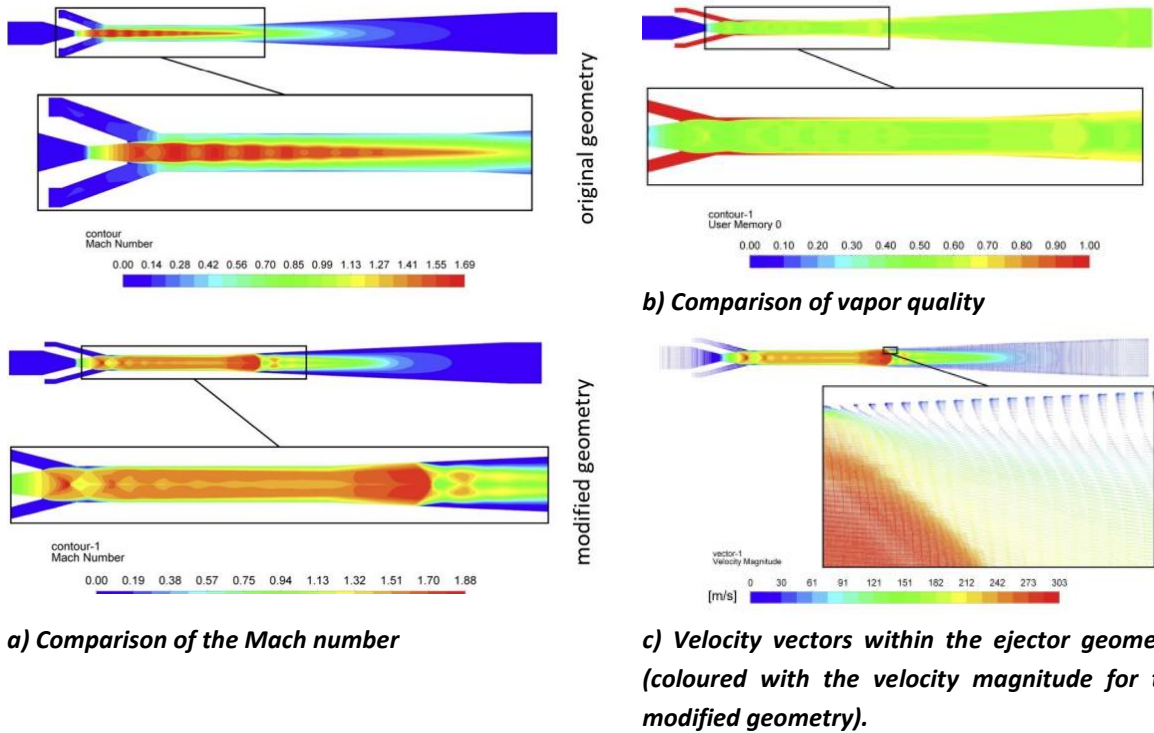 original geometry
contour
Mach Number
0.00 0.14 0.28 0.42 0.56 0.70 0.85 0.99 1.13 1.27 1.41 1.55 1.69
modified geometry
contour-1
Mach Number
0.00 0.19 0.38 0.57 0.75 0.94 1.13 1.32 1.51 1.70 1.88
a) Comparison of the Mach number
contour-1
User Memory 0
0.00 0.10 0.20 0.30 0.40 0.50 0.60 0.70 0.80 0.90 1.00
b) Comparison of vapor quality
vector-1
Velocity Magnitude
[m/s]
0 30 61 91 121 151 182 212 242 273 303
c) Velocity vectors within the ejector geome
(coloured with the velocity magnitude for t
modified geometry).